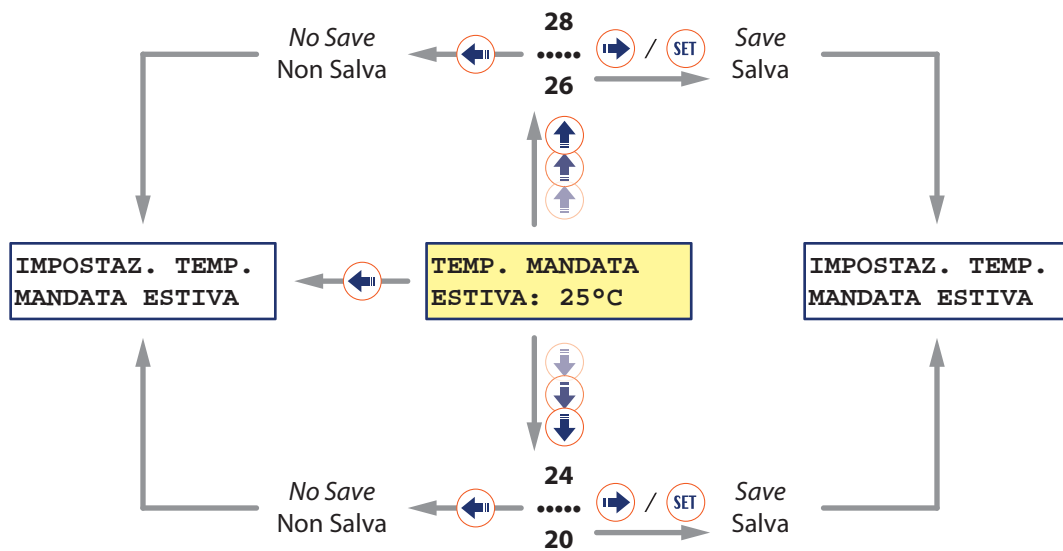 28
No Save
Non Salva
.....
/ SET
Save
Salva
26
IMPOSTAZ. TEMP.
MANDATA ESTIVA
TEMP. MANDATA
ESTIVA: 25°C
IMPOSTAZ. TEMP.
MANDATA ESTIVA
24
No Save
Non Salva
.....
/ SET
Save
Salva
20